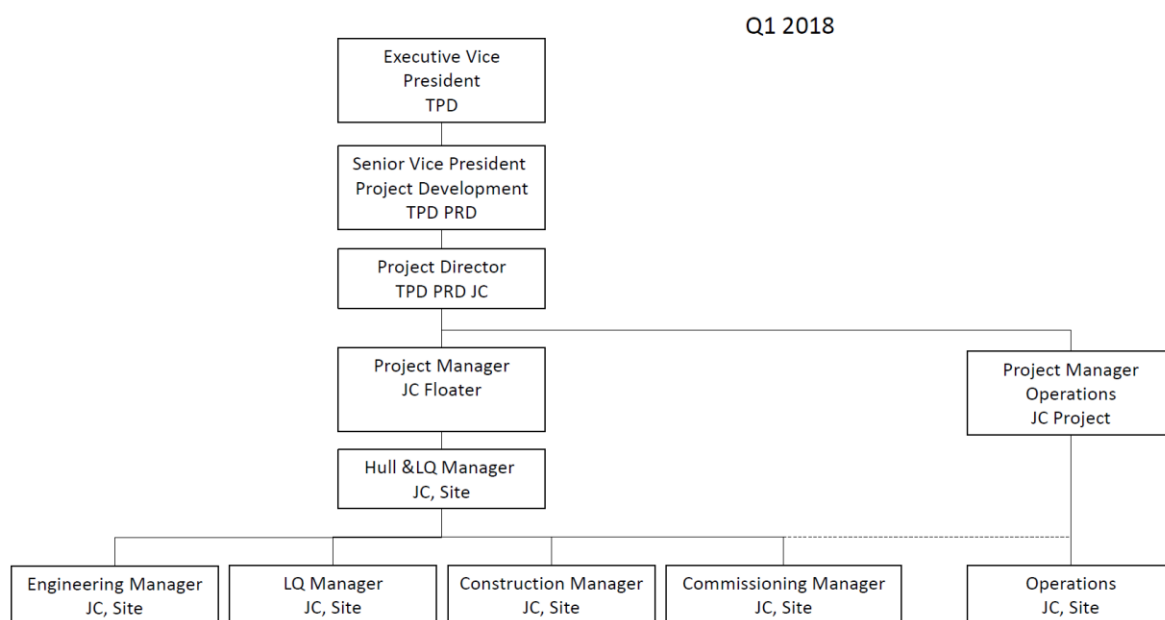 Q1 2018
Executive Vice
President
TPD
Senior Vice President
Project Development
TPD PRD
Project Director
TPD PRD JC
Project Manager
JC Floater
Project Manager
Operations
JC Project
Hull &LQ Manager
JC, Site
Engineering Manager
JC, Site
LQ Manager
JC, Site
Construction Manager
JC, Site
Commissioning Manager
JC, Site
Operations
JC, Site